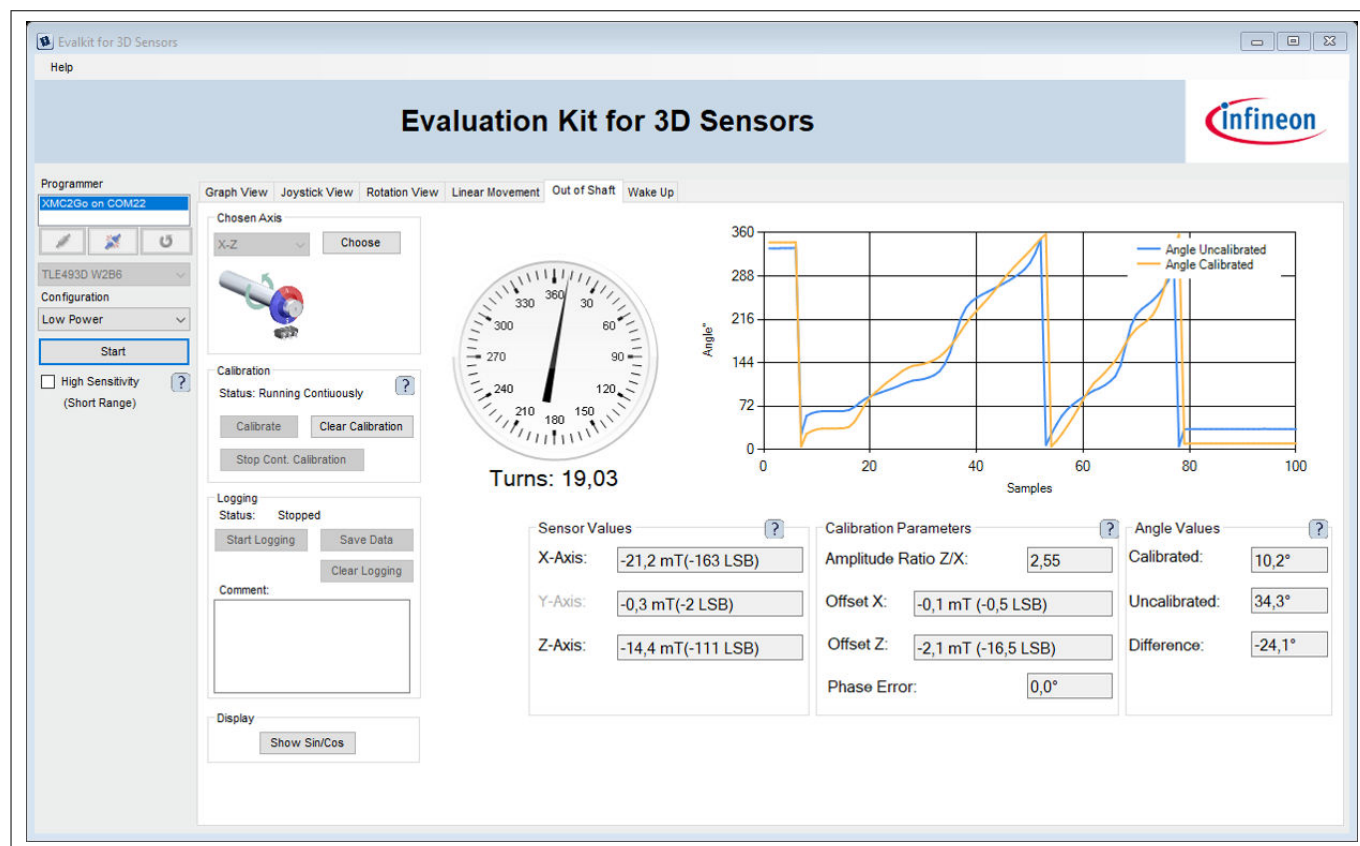 Evalkit for 3D Sensors
Help
Evaluation Kit for 3D Sensors
infineon
Programmer
XMC2Go on COM22
TLE493D W2B6
Configuration
Low Power
Start
High Sensitivity
(Short Range)
?
Graph View Joystick View Rotation View Linear Movement Out of Shaft Wake Up
Chosen Axis
X-Z
Choose
Calibration
?
Status: Running Contiuously
Calibrate
Clear Calibration
Stop Cont. Calibration
Logging
Status: Stopped
Start Logging
Save Data
Clear Logging
Comment:
Display
Show Sin/Cos
360
30
60
90
120
150
180
210
240
270
300
330
Turns: 19,03
360
288
216
144
72
0
Angle°
0 20 40 60 80 100
Samples
Angle Uncalibrated
Angle Calibrated
Sensor Values ?
X-Axis: -21,2 mT(-163 LSB)
Y-Axis: -0,3 mT(-2 LSB)
Z-Axis: -14,4 mT(-111 LSB)
Calibration Parameters ?
Amplitude Ratio Z/X: 2,55
Offset X: -0,1 mT (-0,5 LSB)
Offset Z: -2,1 mT (-16,5 LSB)
Phase Error: 0,0°
Angle Values ?
Calibrated: 10,2°
Uncalibrated: 34,3°
Difference: -24,1°